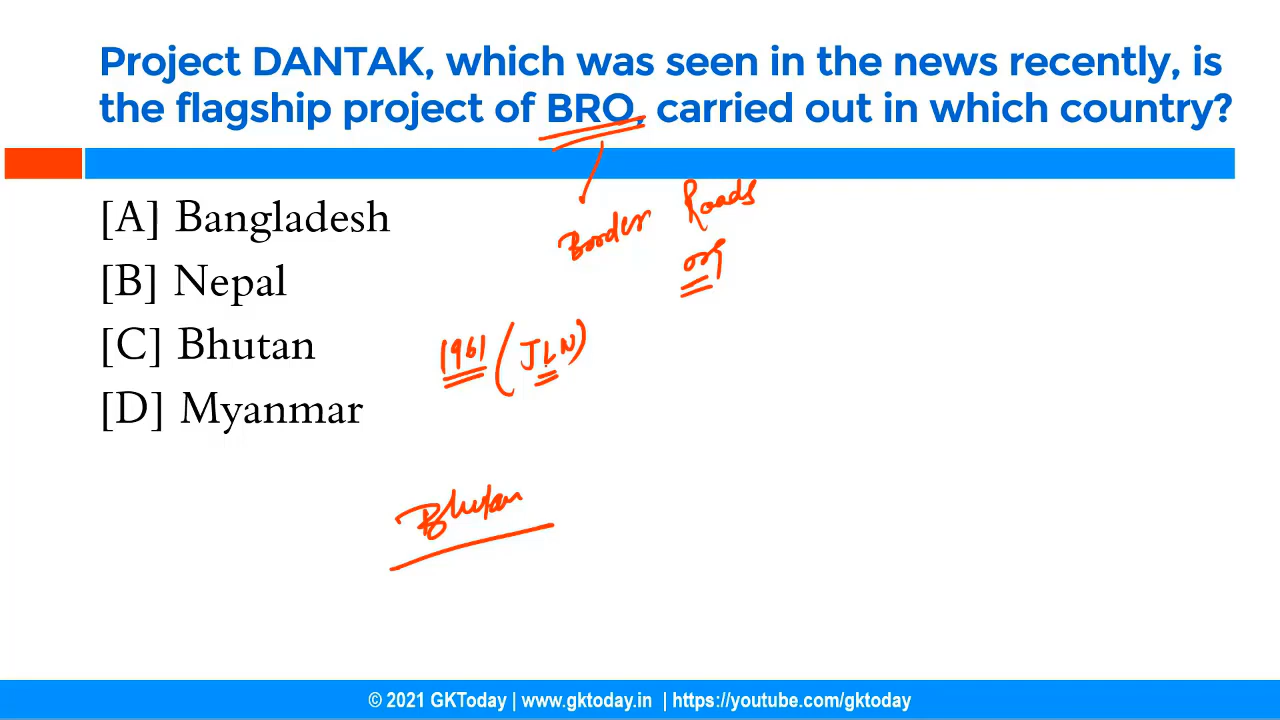 Project DANTAK, which was seen in the news recently, is
the flagship project of BRO, carried out in which country?
[A] Bangladesh
[B] Nepal
[C] Bhutan
[D] Myanmar
Border Roads
org
1961 (JLN)
Bhutan
© 2021 GKToday | www.gktoday.in | https://youtube.com/gktoday